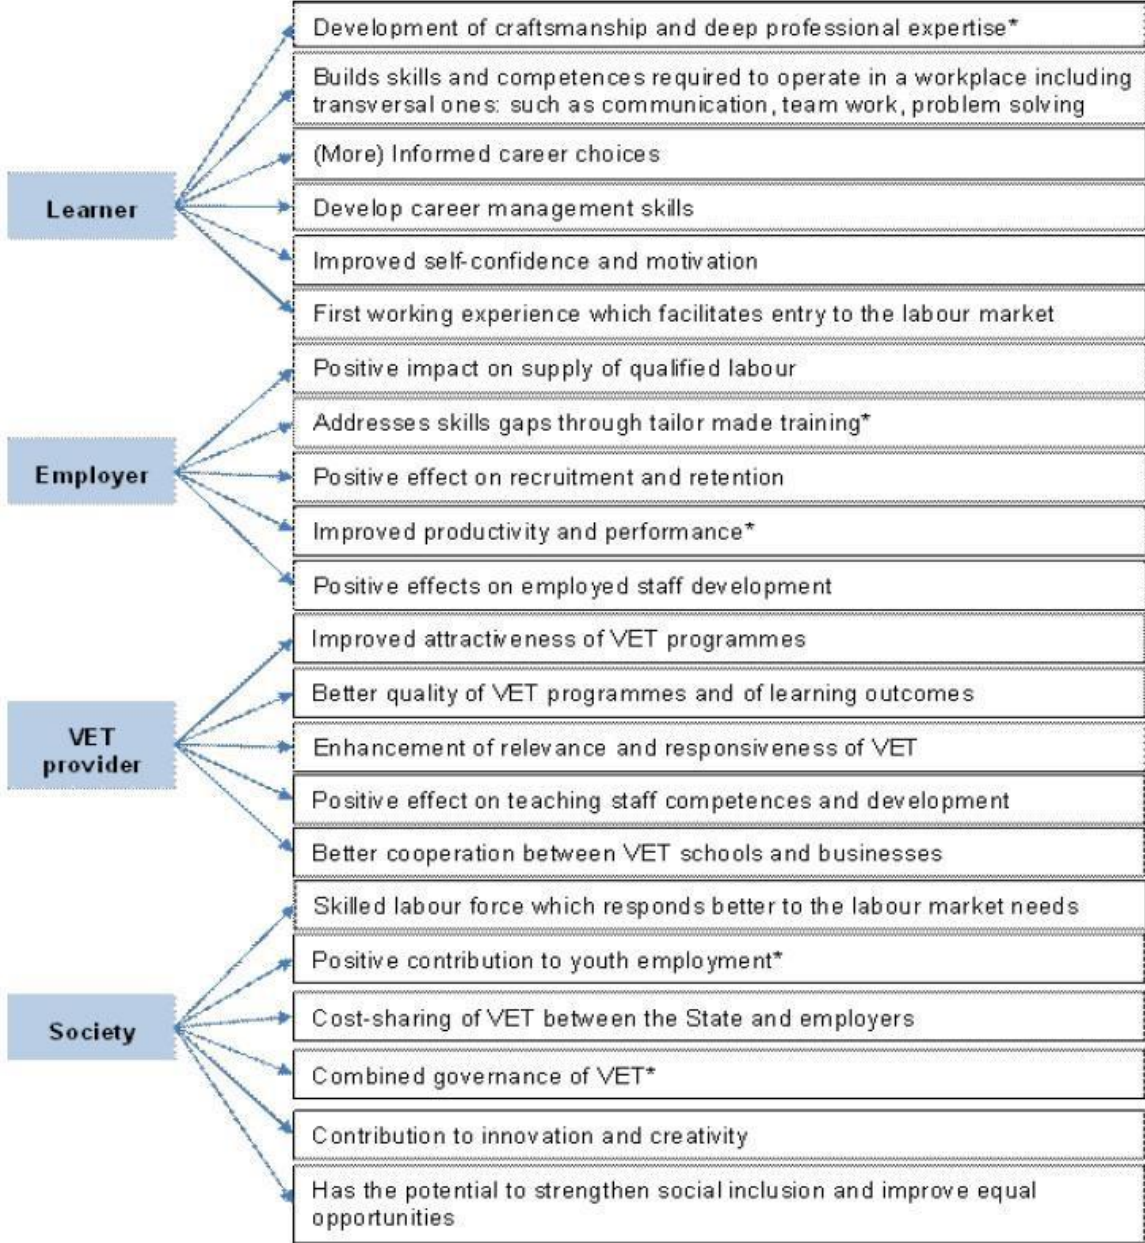 Learner
Development of craftsmanship and deep professional expertise*
Builds skills and competences required to operate in a workplace including
transversal ones: such as communication, team work, problem solving
(More) Informed career choices
Develop career management skills
Improved self-confidence and motivation
First working experience which facilitates entry to the labour market
Employer
Positive impact on supply of qualified labour
Addresses skills gaps through tailor made training*
Positive effect on recruitment and retention
Improved productivity and performance*
Positive effects on employed staff development
VET
provider
Improved attractiveness of VET programmes
Better quality of VET programmes and of learning outcomes
Enhancement of relevance and responsiveness of VET
Positive effect on teaching staff competences and development
Better cooperation between VET schools and businesses
Society
Skilled labour force which responds better to the labour market needs
Positive contribution to youth employment*
Cost-sharing of VET between the State and employers
Combined governance of VET*
Contribution to innovation and creativity
Has the potential to strengthen social inclusion and improve equal
opportunities